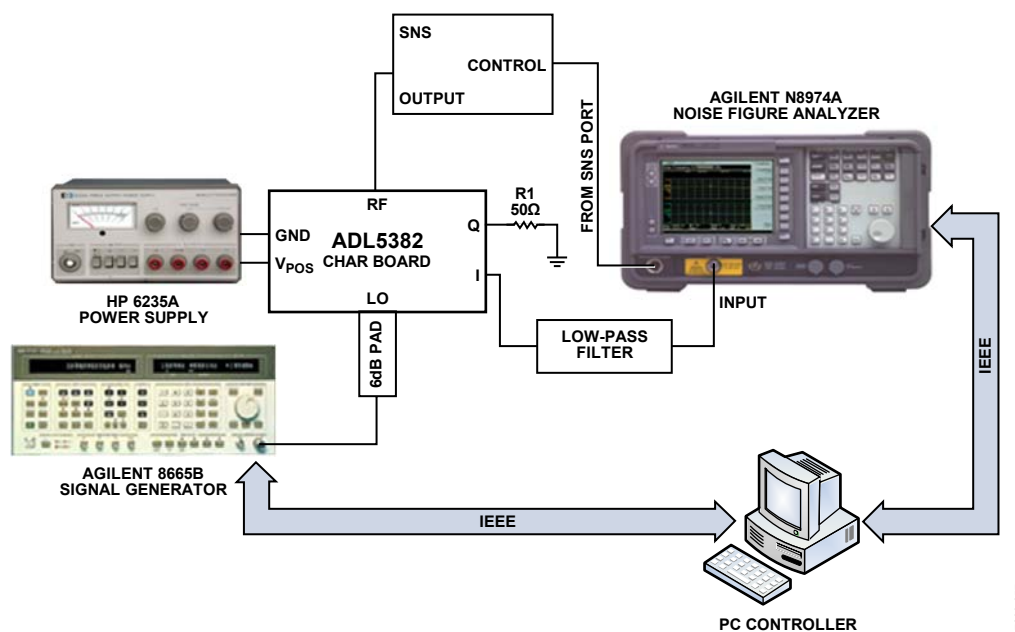 SNS
CONTROL
OUTPUT
AGILENT N8974A
NOISE FIGURE ANALYZER
FROM SNS PORT
RF
R1
50Ω
Q
GND
ADL5382
CHAR BOARD
VPOS
I
LO
INPUT
HP 6235A
POWER SUPPLY
6dB PAD
LOW-PASS
FILTER
IEEE
AGILENT 8665B
SIGNAL GENERATOR
IEEE
PC CONTROLLER